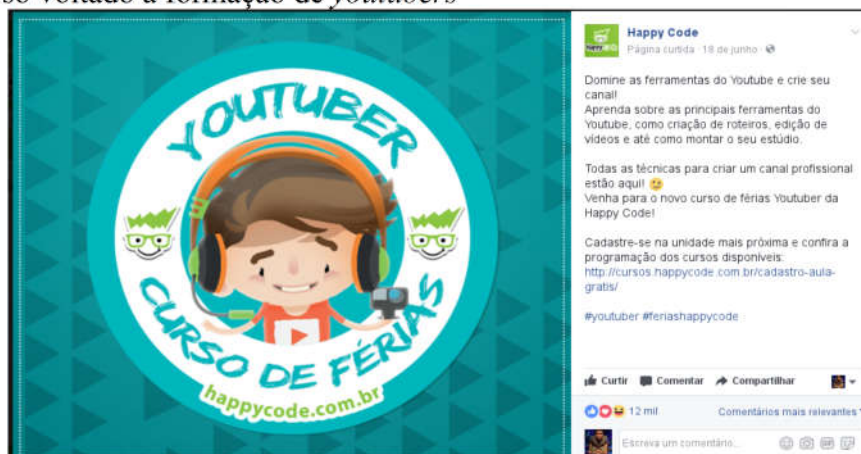 so voltado à formação de youtubers
YOUTUBER
CURSO DE FÉRIAS
happycode.com.br
Happy Code
Página curtida · 18 de junho ·
Domine as ferramentas do Youtube e crie seu
canal!
Aprenda sobre as principais ferramentas do
Youtube, como criação de roteiros, edição de
vídeos e até como montar o seu estúdio.
Todas as técnicas para criar um canal profissional
estão aqui!
Venha para o novo curso de férias Youtuber da
Happy Code!
Cadastre-se na unidade mais próxima e confira a
programação dos cursos disponíveis:
http://cursos.happycode.com.br/cadastro-aula-
gratis/
#youtuber #feriashappycode
Curtir Comentar Compartilhar
12 mil Comentários mais relevantes
Escreva um comentário...